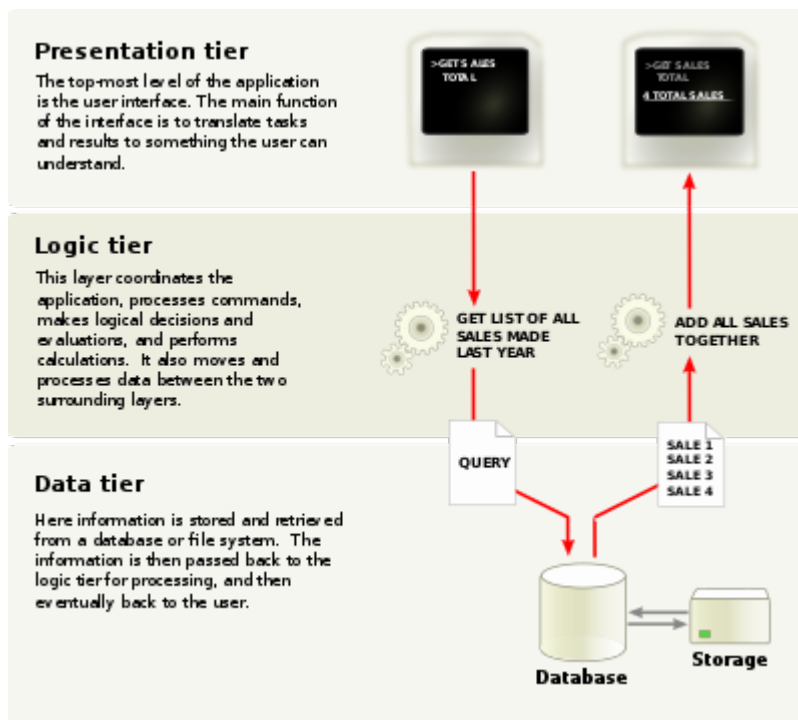 Presentation tier
The top-most level of the application
is the user interface. The main function
of the interface is to translate tasks
and results to something the user can
understand.
>GET SALES
TOTAL
>GET SALES
TOTAL
4 TOTAL SALES
Logic tier
This layer coordinates the
application, processes commands,
makes logical decisions and
evaluations, and performs
calculations. It also moves and
processes data between the two
surrounding layers.
GET LIST OF ALL
SALES MADE
LAST YEAR
ADD ALL SALES
TOGETHER
Data tier
Here information is stored and retrieved
from a database or file system. The
information is then passed back to the
logic tier for processing, and then
eventually back to the user.
QUERY
SALE 1
SALE 2
SALE 3
SALE 4
Database
Storage